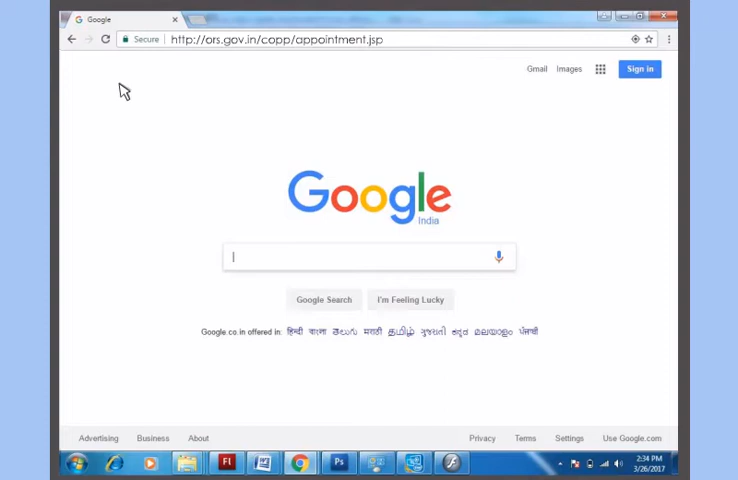 Google
Secure http://ors.gov.in/copp/appointment.jsp
Gmail Images Sign in
Google
India
Google Search I'm Feeling Lucky
Google.co.in offered in: हिन्दी বাংলা తెలుగు मराठी தமிழ் ગુજરાતી ಕನ್ನಡ മലയാളം ਪੰਜਾਬੀ
Advertising Business About Privacy Terms Settings Use Google.com
Fl Ps
2:34 PM
3/26/2017